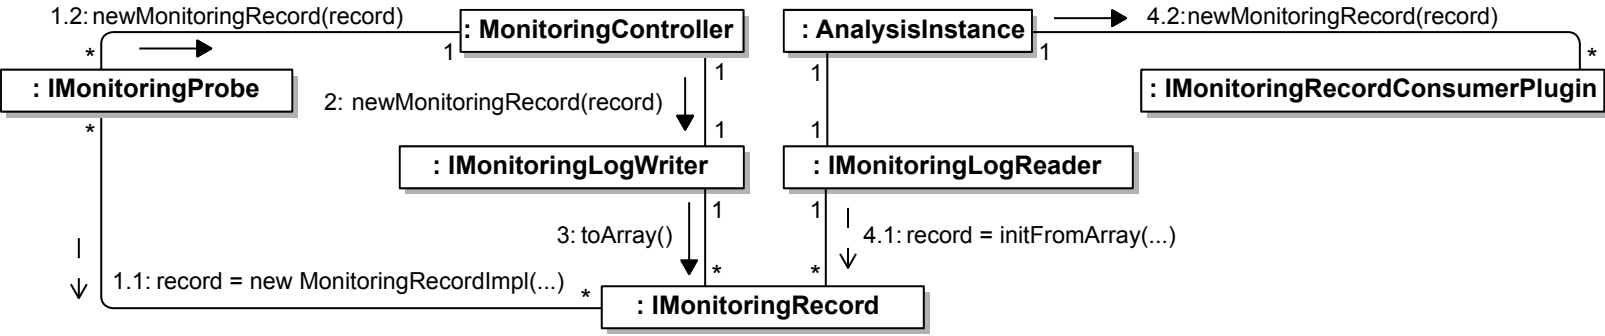 1.2: newMonitoringRecord(record)
: MonitoringController
: AnalysisInstance
4.2:newMonitoringRecord(record)
*
1
1
*
: IMonitoringProbe
1
1
: IMonitoringRecordConsumerPlugin
2: newMonitoringRecord(record)
*
1
1
: IMonitoringLogWriter
: IMonitoringLogReader
1
1
3: toArray()
4.1: record = initFromArray(...)
1.1: record = new MonitoringRecordImpl(...)
*
*
*
: IMonitoringRecord